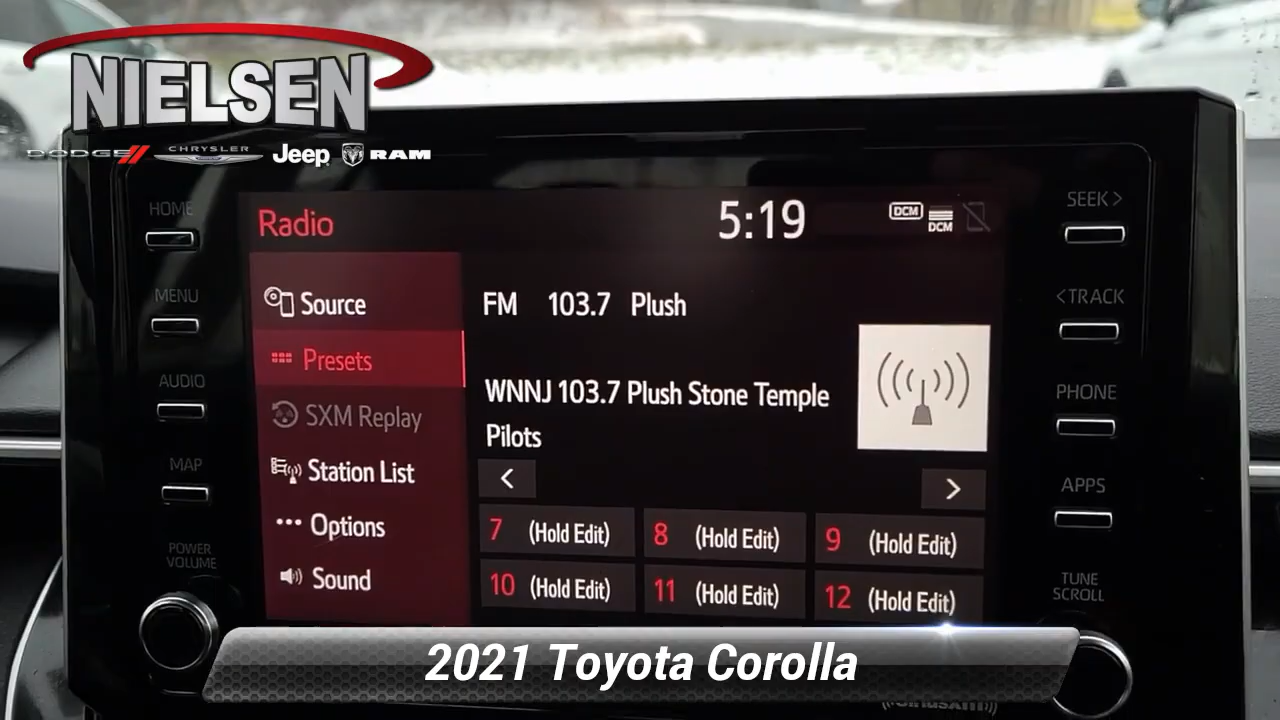 NIELSEN
DODGE CHRYSLER Jeep RAM
HOME
MENU
AUDIO
MAP
POWER
VOLUME
Radio
5:19
DCM
DCM
Source
Presets
SXM Replay
Station List
Options
Sound
FM 103.7 Plush
WNNJ 103.7 Plush Stone Temple
Pilots
<
>
7 (Hold Edit) 8 (Hold Edit) 9 (Hold Edit)
10 (Hold Edit) 11 (Hold Edit) 12 (Hold Edit)
SEEK >
< TRACK
PHONE
APPS
TUNE
SCROLL
2021 Toyota Corolla